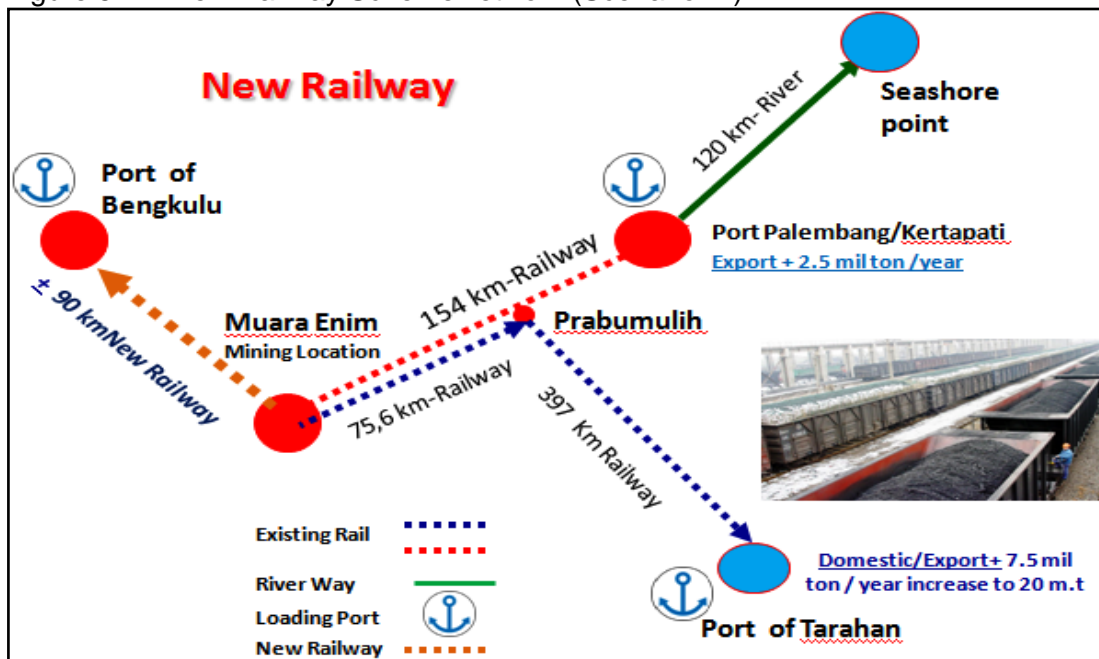 New Railway
120 km- River
Seashore
point
Port of
Bengkulu
Port Palembang/Kertapati
Export + 2.5 mil ton /year
154 km-Railway
Muara Enim
Mining Location
Prabumulih
± 90 kmNew Railway
75,6 km-Railway
397 Km Railway
Existing Rail
River Way
Loading Port
New Railway
Domestic/Export+ 7.5 mil
ton / year increase to 20 m.t
Port of Tarahan